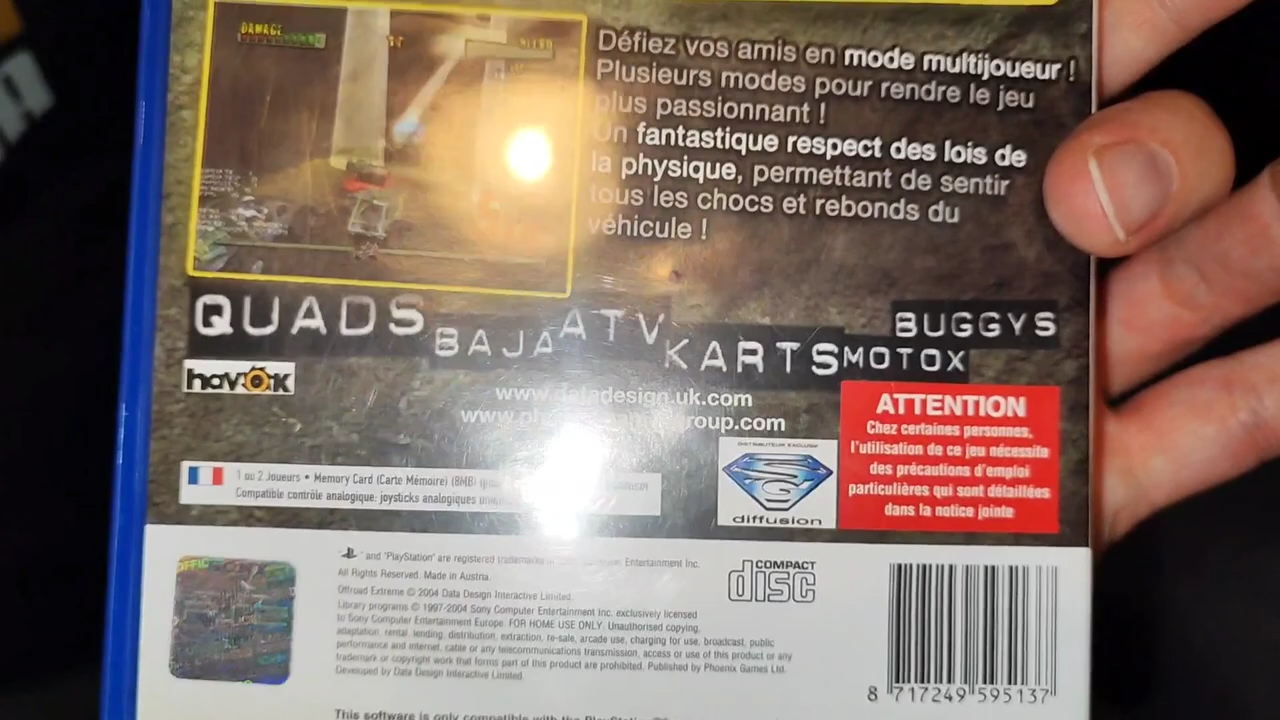 DAMAGE
Défiez vos amis en mode multijoueur !
Plusieurs modes pour rendre le jeu
plus passionnant !
Un fantastique respect des lois de
la physique, permettant de sentir
tous les chocs et rebonds du
véhicule !
QUADS BAJA ATV KARTS MOTOX BUGGYS
havok
www.datadesign.uk.com
www.ph group.com
ATTENTION
Chez certaines personnes,
l'utilisation de ce jeu nécessite
des précautions d'emploi
particulières qui sont détaillées
dans la notice jointe
DISTRIBUTEUR EXCLUSIF
SG
diffusion
1 ou 2 Joueurs • Memory Card (Carte Mémoire) (8MB)
Compatible contrôle analogique: joysticks analogiques
"PS" and "PlayStation" are registered trademarks Entertainment Inc.
All Rights Reserved. Made in Austria.
Offroad Extreme © 2004 Data Design Interactive Limited.
Library programs © 1997-2004 Sony Computer Entertainment Inc. exclusively licensed
to Sony Computer Entertainment Europe. FOR HOME USE ONLY. Unauthorised copying,
adaptation, rental, lending, distribution, extraction, re-sale, arcade use, charging for use, broadcast, public
performance and internet, cable or any telecommunications transmission, access or use of this product or any
trademark or copyright work that forms part of this product are prohibited. Published by Phoenix Games Ltd.
Developed by Data Design Interactive Limited.
COMPACT
disc
8 717249 595137
This software is only compatible with the PlayStation